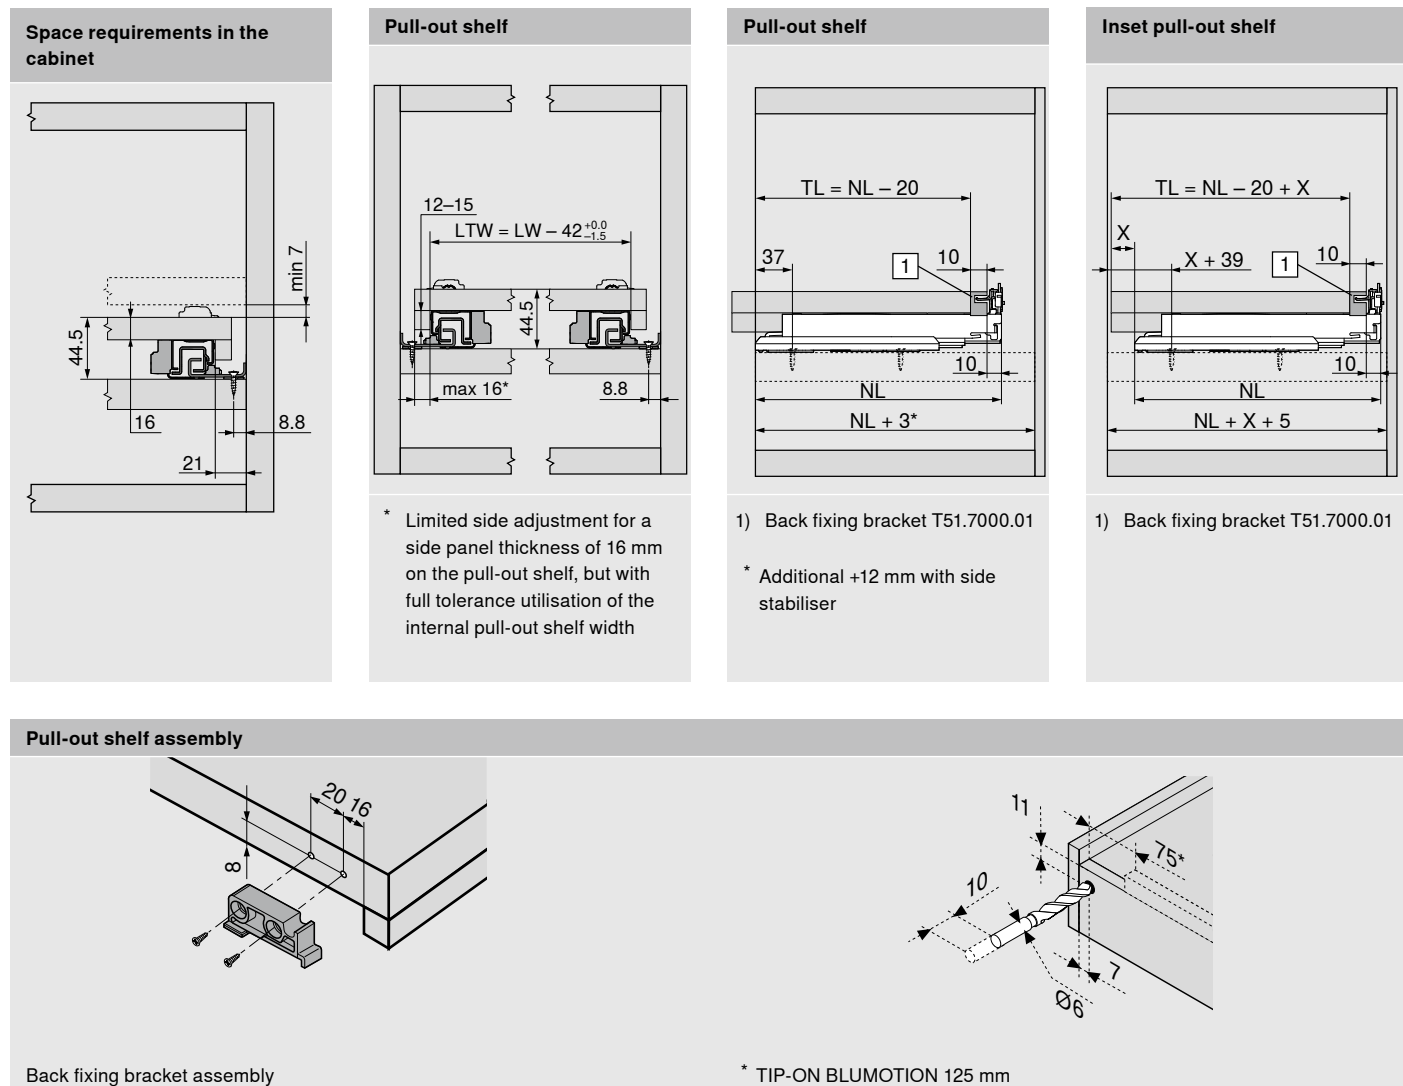 Space requirements in the
cabinet
min 7
44.5
16
8.8
21
Pull-out shelf
12–15
LTW = LW – 42 +0.0 –1.5
44.5
max 16*
8.8
* Limited side adjustment for a
side panel thickness of 16 mm
on the pull-out shelf, but with
full tolerance utilisation of the
internal pull-out shelf width
Pull-out shelf
TL = NL – 20
37
1
10
10
NL
NL + 3*
1) Back fixing bracket T51.7000.01
* Additional +12 mm with side
stabiliser
Inset pull-out shelf
TL = NL – 20 + X
X
X + 39
1
10
10
NL
NL + X + 5
1) Back fixing bracket T51.7000.01
Pull-out shelf assembly
20 16
8
Back fixing bracket assembly
11
75*
10
7
Ø6
* TIP-ON BLUMOTION 125 mm